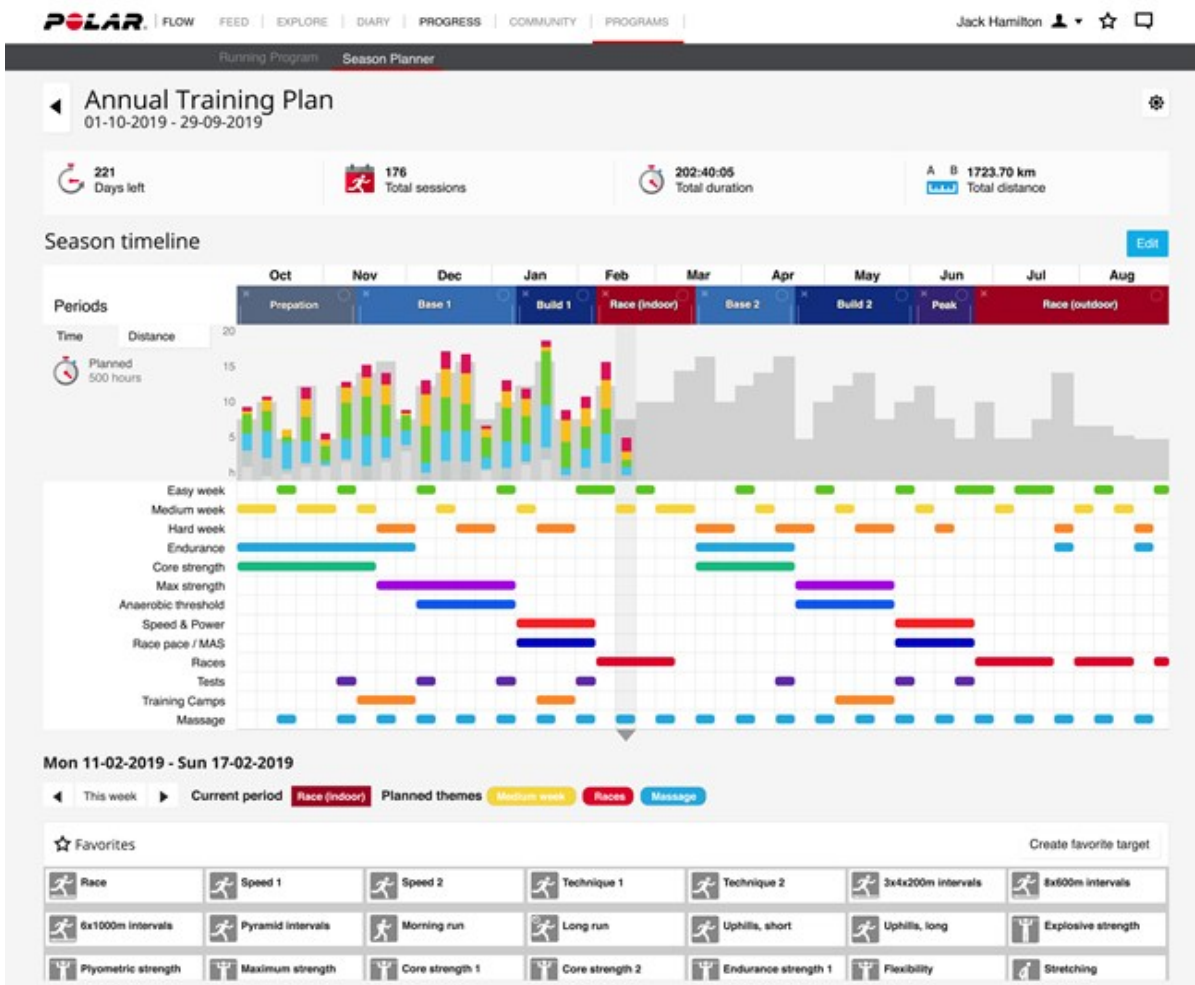 POLAR. FLOW FEED EXPLORE DIARY PROGRESS COMMUNITY PROGRAMS Jack Hamilton
Running Program Season Planner
Annual Training Plan
01-10-2019 - 29-09-2019
221
Days left
176
Total sessions
202:40:05
Total duration
A B 1723.70 km
Total distance
Season timeline
Edit
Oct Nov Dec Jan Feb Mar Apr May Jun Jul Aug
Periods
Prepation Base 1 Build 1 Race (indoor) Base 2 Build 2 Peak Race (outdoor)
Time Distance
Planned
500 hours
20
15
10
5
h
Easy week
Medium week
Hard week
Endurance
Core strength
Max strength
Anaerobic threshold
Speed & Power
Race pace / MAS
Races
Tests
Training Camps
Massage
Mon 11-02-2019 - Sun 17-02-2019
This week Current period Race (indoor) Planned themes Medium week Races Massage
Favorites Create favorite target
Race Speed 1 Speed 2 Technique 1 Technique 2 3x4x200m intervals 8x600m intervals
6x1000m intervals Pyramid intervals Morning run Long run Uphills, short Uphills, long Explosive strength
Plyometric strength Maximum strength Core strength 1 Core strength 2 Endurance strength 1 Flexibility Stretching